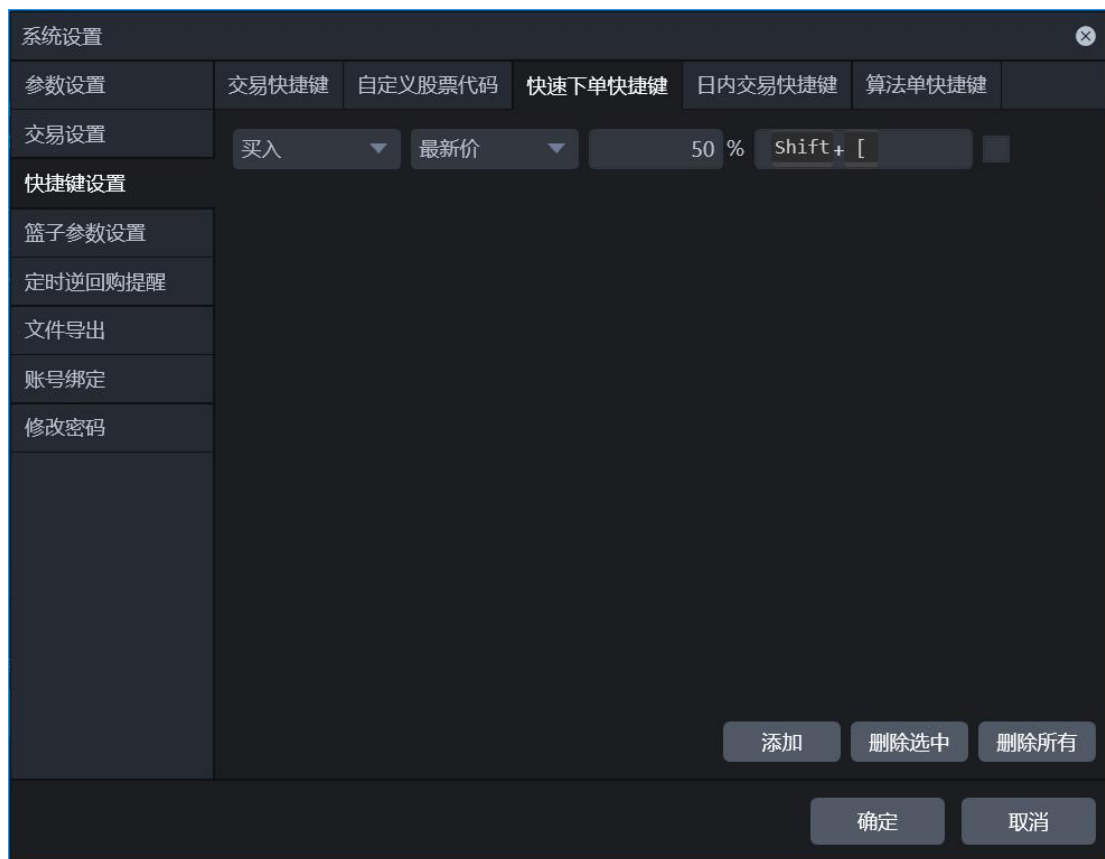 系统设置
参数设置
交易设置
快捷键设置
篮子参数设置
定时逆回购提醒
文件导出
账号绑定
修改密码
交易快捷键 自定义股票代码 快速下单快捷键 日内交易快捷键 算法单快捷键
买入 最新价 50 % Shift+ [
添加 删除选中 删除所有
确定 取消